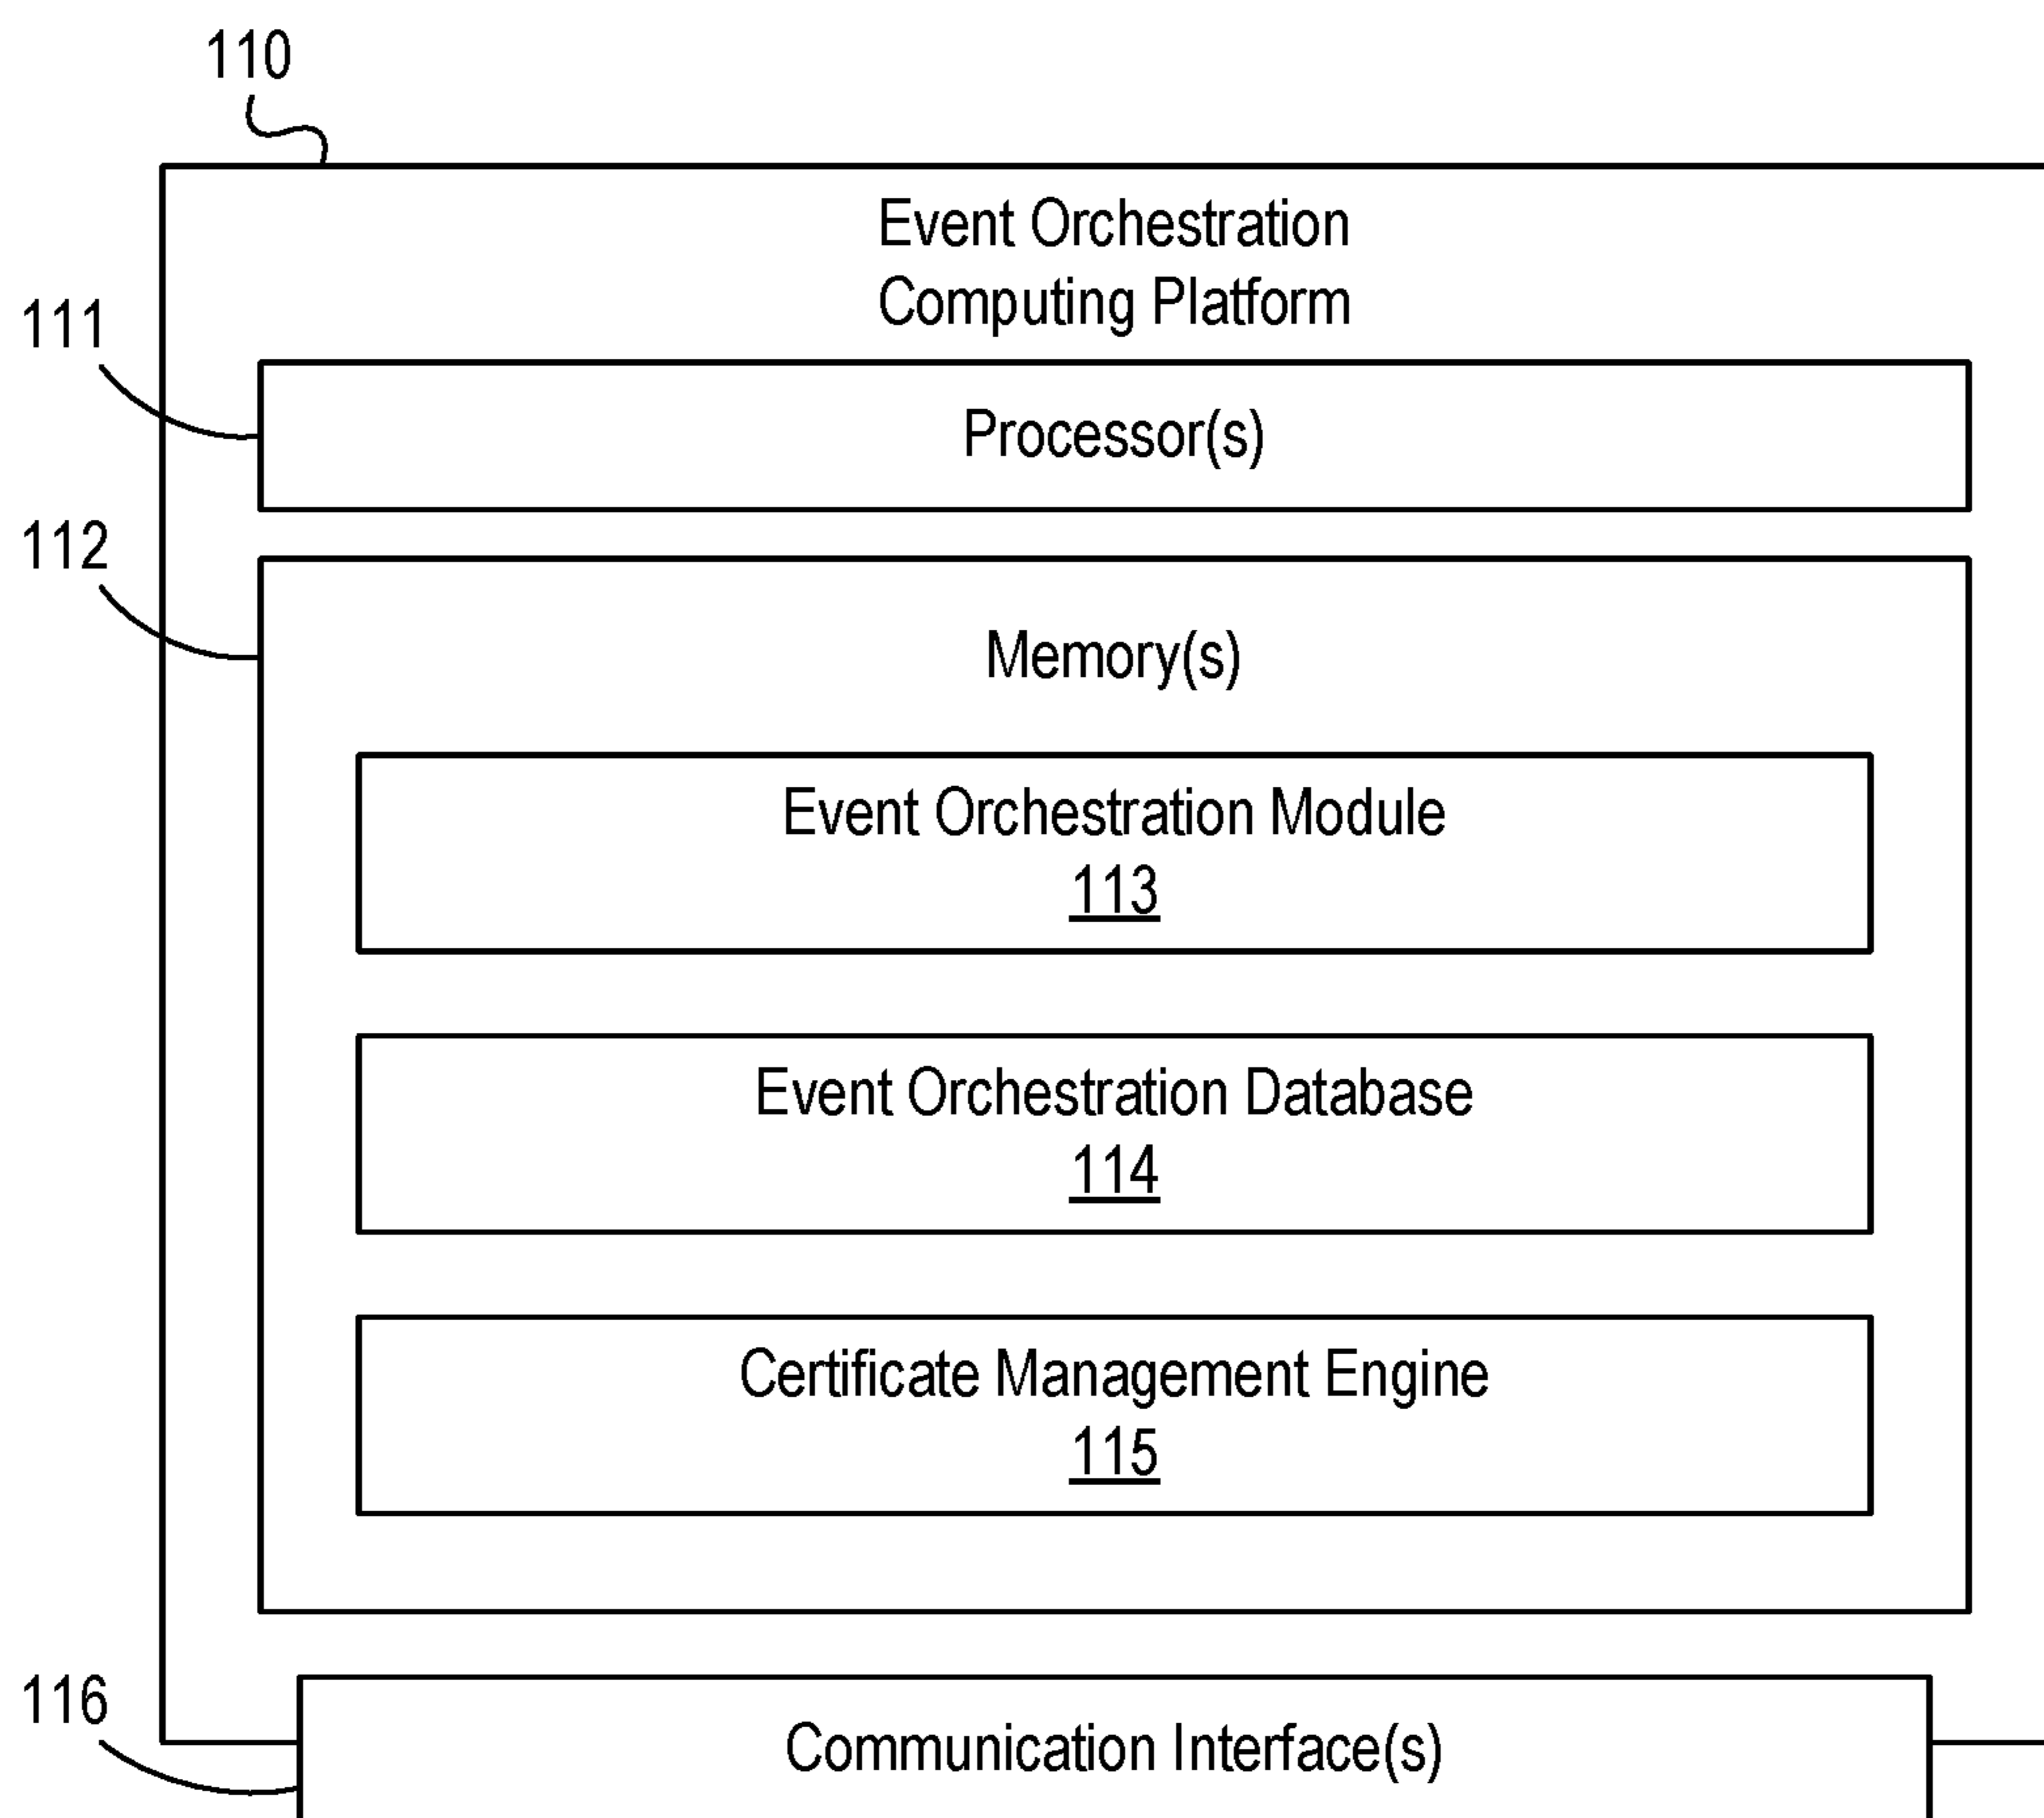 110
Event Orchestration
Computing Platform
111
Processor(s)
112
Memory(s)
Event Orchestration Module
113
Event Orchestration Database
114
Certificate Management Engine
115
116
Communication Interface(s)